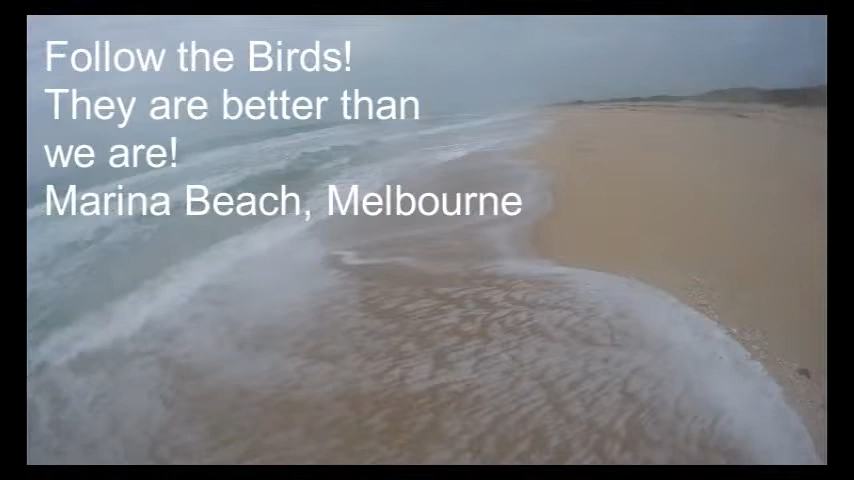 Follow the Birds!
They are better than
we are!
Marina Beach, Melbourne